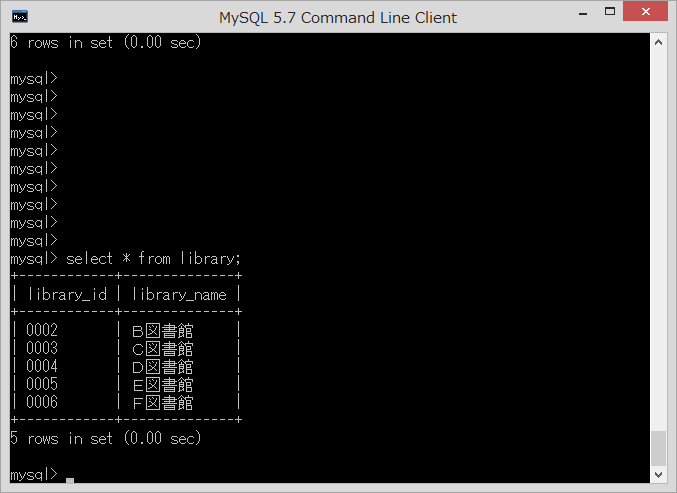 MySQL 5.7 Command Line Client
6 rows in set (0.00 sec)
mysql>
mysql>
mysql>
mysql>
mysql>
mysql>
mysql>
mysql>
mysql>
mysql>
mysql> select * from library;
+------------+--------------+
| library_id | library_name |
+------------+--------------+
| 0002       | B図書館      |
| 0003       | C図書館      |
| 0004       | D図書館      |
| 0005       | E図書館      |
| 0006       | F図書館      |
+------------+--------------+
5 rows in set (0.00 sec)
mysql>